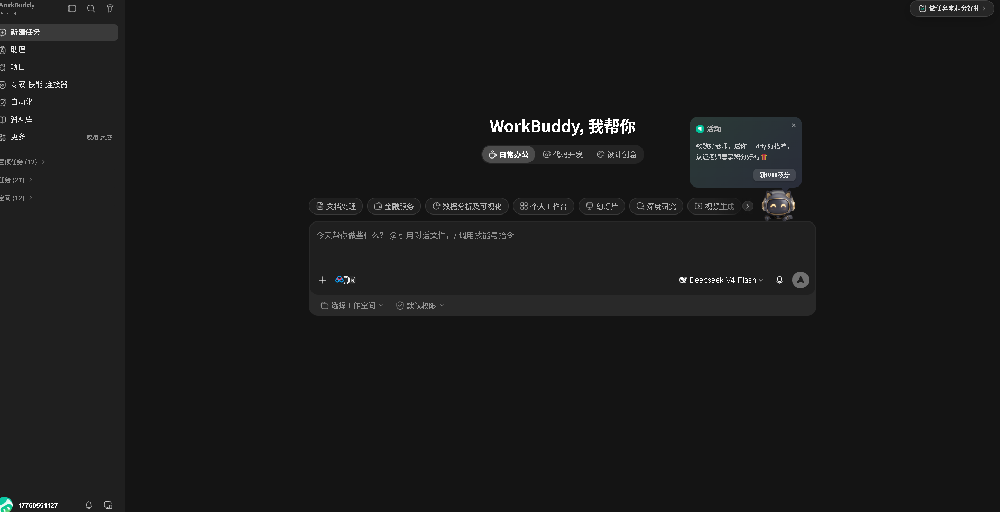 WorkBuddy
5.3.14
做任务赢积分好礼
新建任务
助理
项目
专家·技能·连接器
自动化
资料库
更多
应用·灵感
置顶任务 (12)
任务 (27)
空间 (12)
WorkBuddy, 我帮你
日常办公
代码开发
设计创意
活动
致敬好老师，送你 Buddy 好搭档，
认证老师尊享积分好礼
领1000积分
文档处理
金融服务
数据分析及可视化
个人工作台
幻灯片
深度研究
视频生成
今天帮你做些什么？ @ 引用对话文件，/ 调用技能与指令
Deepseek-V4-Flash
选择工作空间
默认权限
17760551127